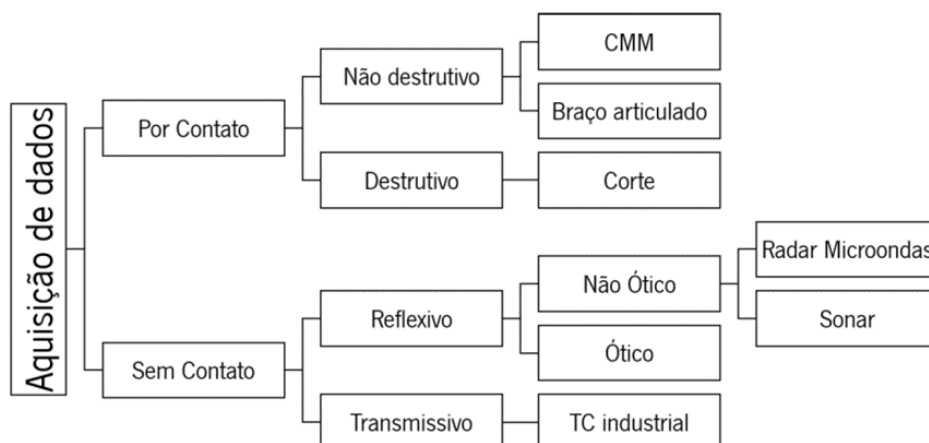 Aquisição de dados
Por Contato
Não destrutivo
CMM
Braço articulado
Destrutivo
Corte
Sem Contato
Reflexivo
Não Ótico
Radar Microondas
Sonar
Ótico
Transmissivo
TC industrial